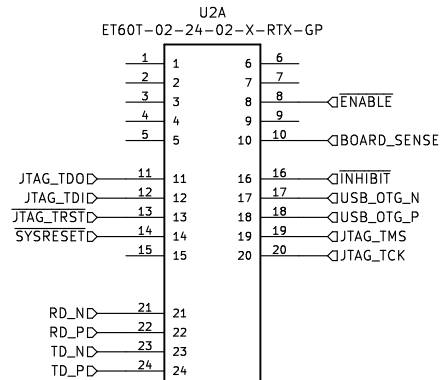 U2A
ET60T-02-24-02-X-RTX-GP
1 1 6 6
2 2 7 7
3 3 8 8 ENABLE
4 4 9 9
5 5 10 10 BOARD_SENSE
JTAG_TDO 11 11 16 16 INHIBIT
JTAG_TDI 12 12 17 17 USB_OTG_N
JTAG_TRST 13 13 18 18 USB_OTG_P
SYSRESET 14 14 19 19 JTAG_TMS
15 15 20 20 JTAG_TCK
RD_N 21 21
RD_P 22 22
TD_N 23 23
TD_P 24 24